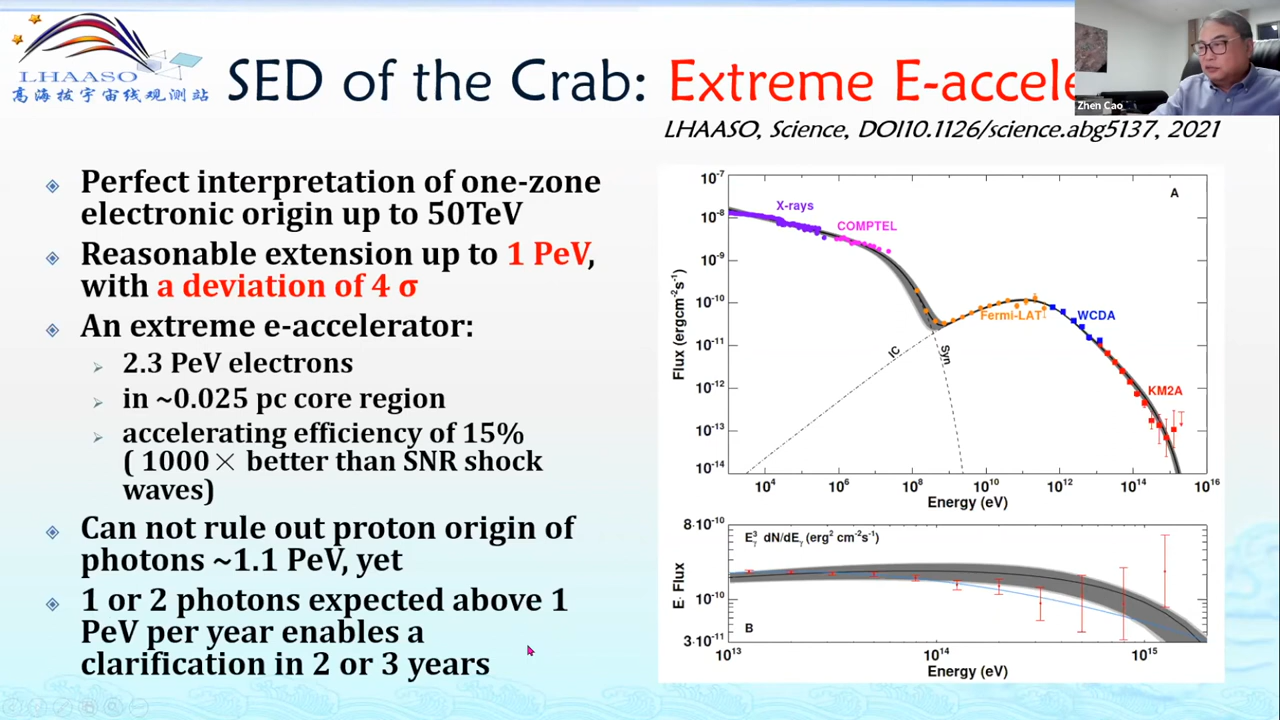 LHAASO
高海拔宇宙线观测站
SED of the Crab: Extreme E-accele
Zhen Cao
LHAASO, Science, DOI10.1126/science.abg5137, 2021
Perfect interpretation of one-zone
electronic origin up to 50TeV
Reasonable extension up to 1 PeV,
with a deviation of 4 σ
An extreme e-accelerator:
2.3 PeV electrons
in ~0.025 pc core region
accelerating efficiency of 15%
( 1000× better than SNR shock
waves)
Can not rule out proton origin of
photons ~1.1 PeV, yet
1 or 2 photons expected above 1
PeV per year enables a
clarification in 2 or 3 years
A
X-rays
COMPTEL
Fermi-LAT
WCDA
KM2A
IC
Syn
Flux (ergcm⁻²s⁻¹)
10⁻⁷
10⁻⁸
10⁻⁹
10⁻¹⁰
10⁻¹¹
10⁻¹²
10⁻¹³
10⁻¹⁴
10⁴ 10⁶ 10⁸ 10¹⁰ 10¹² 10¹⁴ 10¹⁶
Energy (eV)
8·10⁻¹⁰
E³γ dN/dEγ (erg² cm⁻²s⁻¹)
E· Flux
10⁻¹⁰
B
3·10⁻¹¹
10¹³ 10¹⁴ 10¹⁵
Energy (eV)